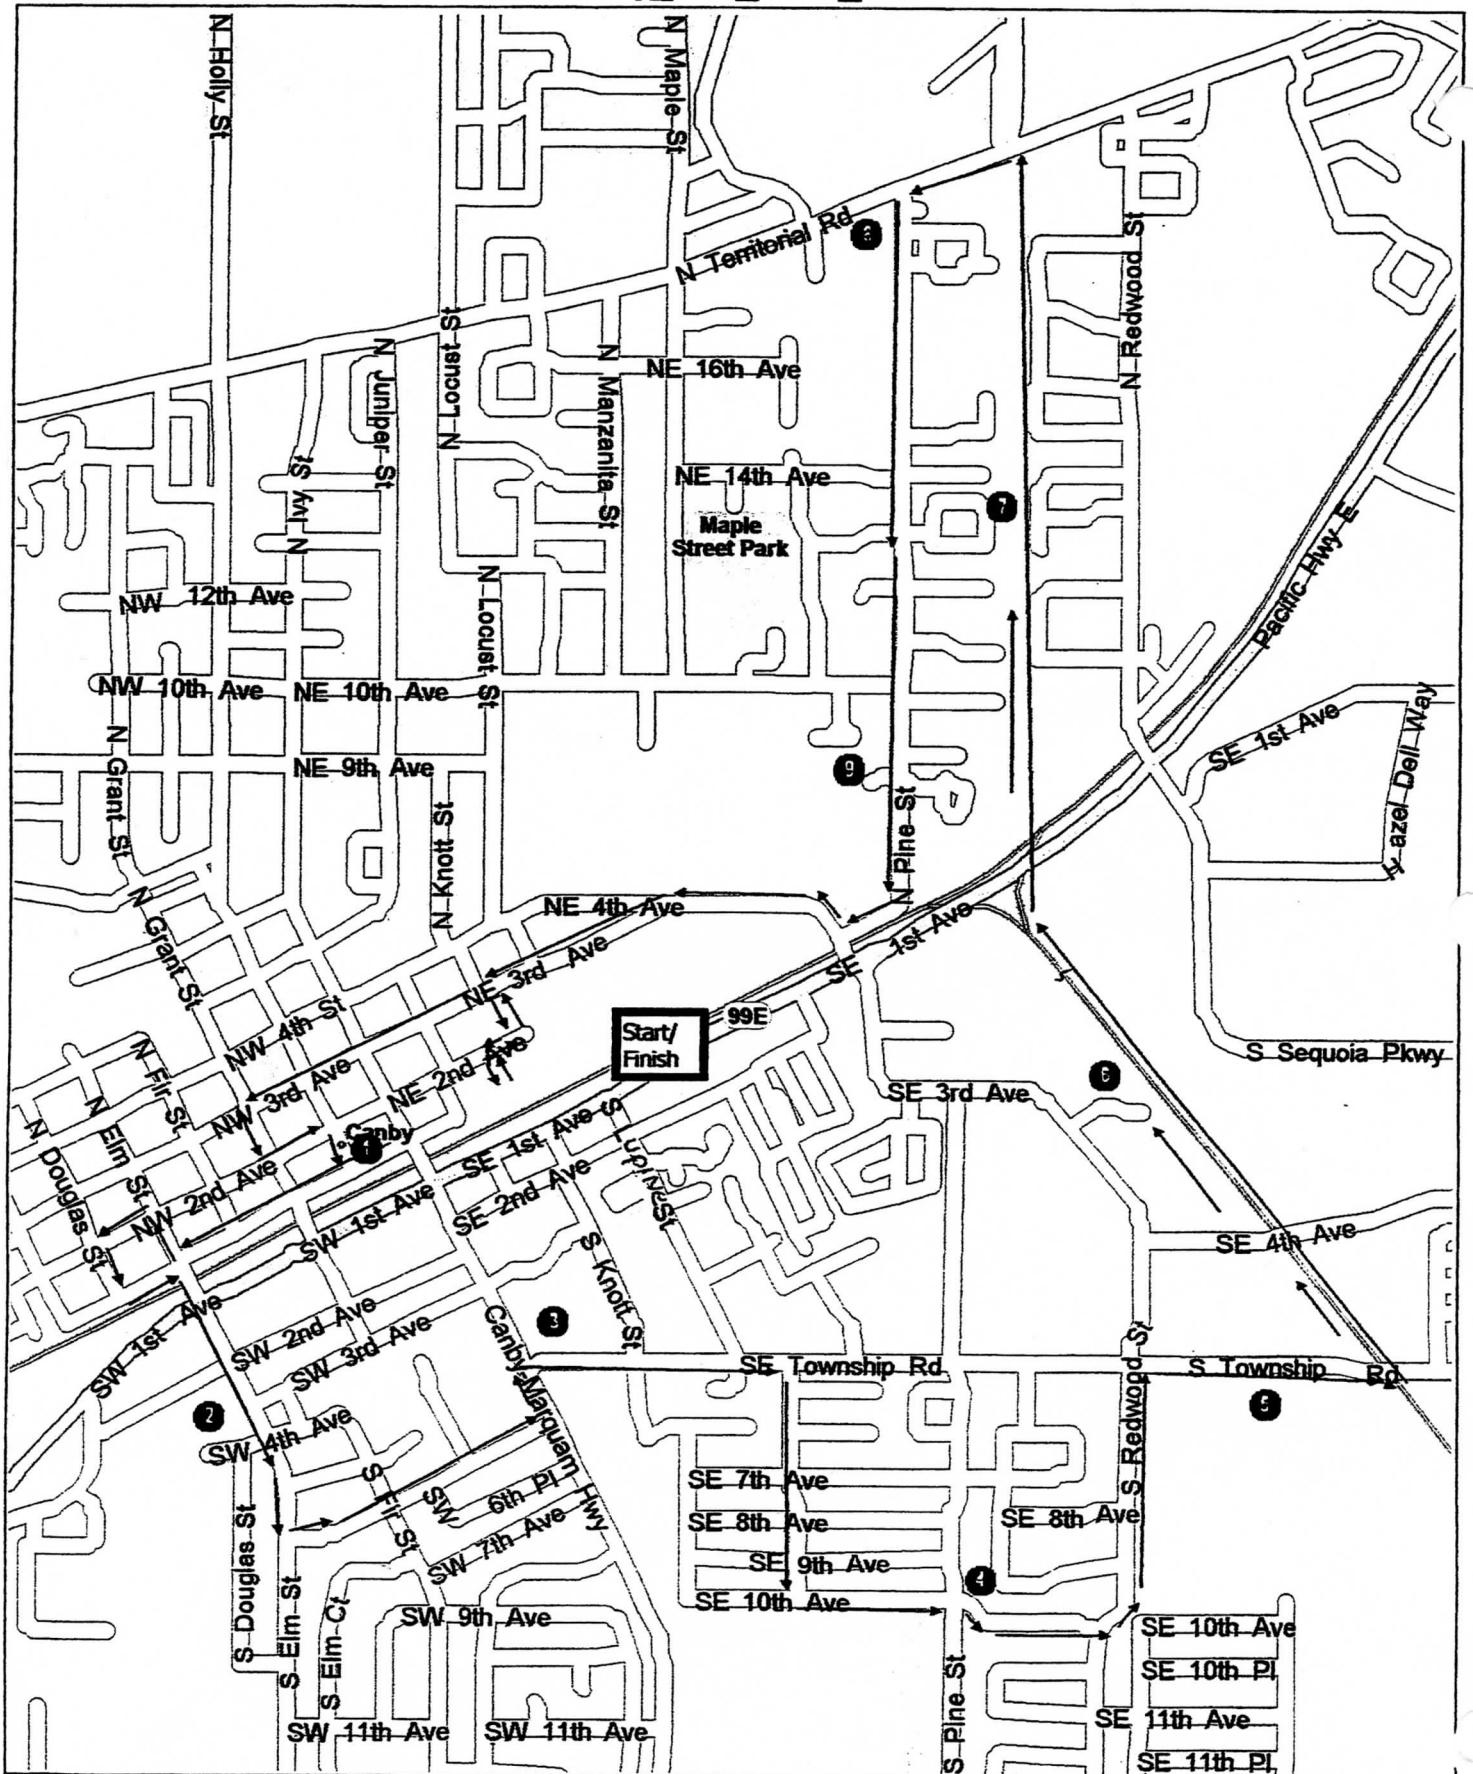 N Holly St
N Maple St
N Territorial Rd
8
N Redwood St
N Locust St
N Juniper St
N Manzanita St
NE 16th Ave
N Ivy St
NE 14th Ave
Maple
Street Park
7
Pacific Hwy E
NW 12th Ave
N Locust St
NW 10th Ave
NE 10th Ave
N Grant St
NE 9th Ave
9
SE 1st Ave
Hazel Dell Way
N Pine St
N Knott St
NE 4th Ave
N Grant St
SE 1st Ave
NE 3rd Ave
NW 4th St
Start/
Finish
99E
S Sequoia Pkwy
N Fir St
NW 3rd Ave
NE 2nd Ave
6
SE 3rd Ave
N Elm St
N Douglas St
Canby
1
SE 1st Ave
S Lupine St
NW 2nd Ave
SW 1st Ave
SE 2nd Ave
SE 4th Ave
S Knott St
SW 1st Ave
SW 2nd Ave
SW 3rd Ave
3
Canby-Marquam Hwy
SE Township Rd
S Township Rd
S Redwood St
2
5
SW 4th Ave
S Fir St
SW 6th Pl
SW 7th Ave
SE 7th Ave
SE 8th Ave
SE 8th Ave
SE 9th Ave
4
SE 10th Ave
S Douglas St
S Elm St
S Elm Ct
SW 9th Ave
SE 10th Ave
SE 10th Pl
S Pine St
SW 11th Ave
SW 11th Ave
SE 11th Ave
SE 11th Pl